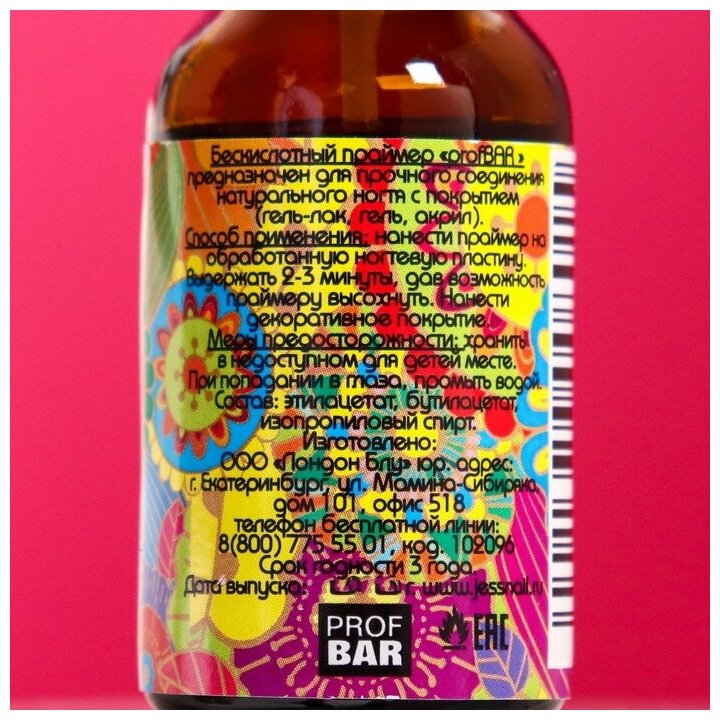 Бескислотный праймер «profBAR»
предназначен для прочного соединения
натурального ногтя с покрытием
(гель-лак, гель, акрил).
Способ применения: нанести праймер на
обработанную ногтевую пластину.
Выдержать 2-3 минуты, дав возможность
праймеру высохнуть. Нанести
декоративное покрытие.
Меры предосторожности: хранить
в недоступном для детей месте.
При попадании в глаза, промыть водой.
Состав: этилацетат, бутилацетат,
изопропиловый спирт.
Изготовлено:
ООО «Лондон Блу» юр. адрес:
г. Екатеринбург, ул. Мамина-Сибиряка,
дом 101, офис 518
телефон бесплатной линии:
8(800) 775 55 01, код. 102096
Срок годности 3 года.
Дата выпуска: г. www.jessnail.ru
PROF
BAR
EAC